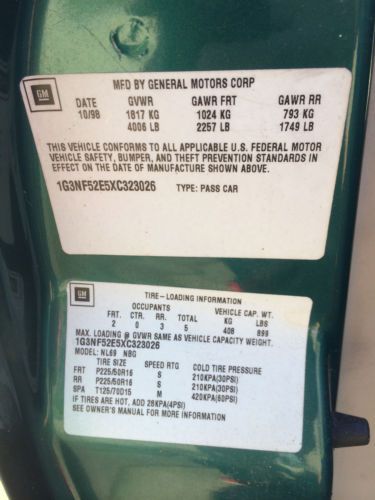 GM
MFD BY GENERAL MOTORS CORP
DATE GVWR GAWR FRT GAWR RR
10/98 1817 KG 1024 KG 793 KG
4006 LB 2257 LB 1749 LB
THIS VEHICLE CONFORMS TO ALL APPLICABLE U.S. FEDERAL MOTOR
VEHICLE SAFETY, BUMPER, AND THEFT PREVENTION STANDARDS IN
EFFECT ON THE DATE OF MANUFACTURE SHOWN ABOVE.
1G3NF52E5XC323026 TYPE: PASS CAR
GM
TIRE-LOADING INFORMATION
OCCUPANTS VEHICLE CAP. WT.
FRT. CTR. RR. TOTAL KG LBS
2 0 3 5 408 899
MAX. LOADING @ GVWR SAME AS VEHICLE CAPACITY WEIGHT.
1G3NF52E5XC323026
MODEL: NL69 NBG
TIRE SIZE SPEED RTG COLD TIRE PRESSURE
FRT P225/50R16 S 210KPA(30PSI)
RR P225/50R16 S 210KPA(30PSI)
SPA T125/70D15 M 420KPA(60PSI)
IF TIRES ARE HOT, ADD 28KPA(4PSI)
SEE OWNER'S MANUAL FOR MORE INFORMATION